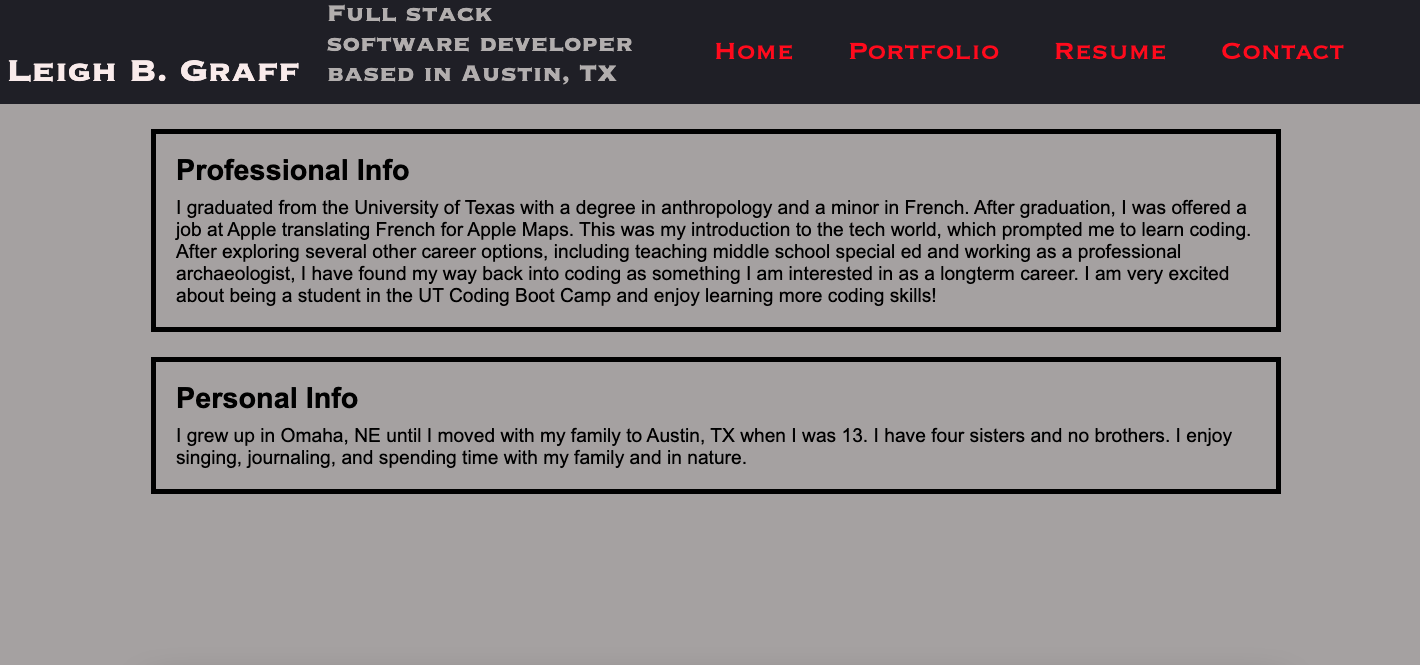 Leigh B. Graff
Full stack
software developer
based in Austin, TX
Home Portfolio Resume Contact
Professional Info
I graduated from the University of Texas with a degree in anthropology and a minor in French. After graduation, I was offered a
job at Apple translating French for Apple Maps. This was my introduction to the tech world, which prompted me to learn coding.
After exploring several other career options, including teaching middle school special ed and working as a professional
archaeologist, I have found my way back into coding as something I am interested in as a longterm career. I am very excited
about being a student in the UT Coding Boot Camp and enjoy learning more coding skills!
Personal Info
I grew up in Omaha, NE until I moved with my family to Austin, TX when I was 13. I have four sisters and no brothers. I enjoy
singing, journaling, and spending time with my family and in nature.